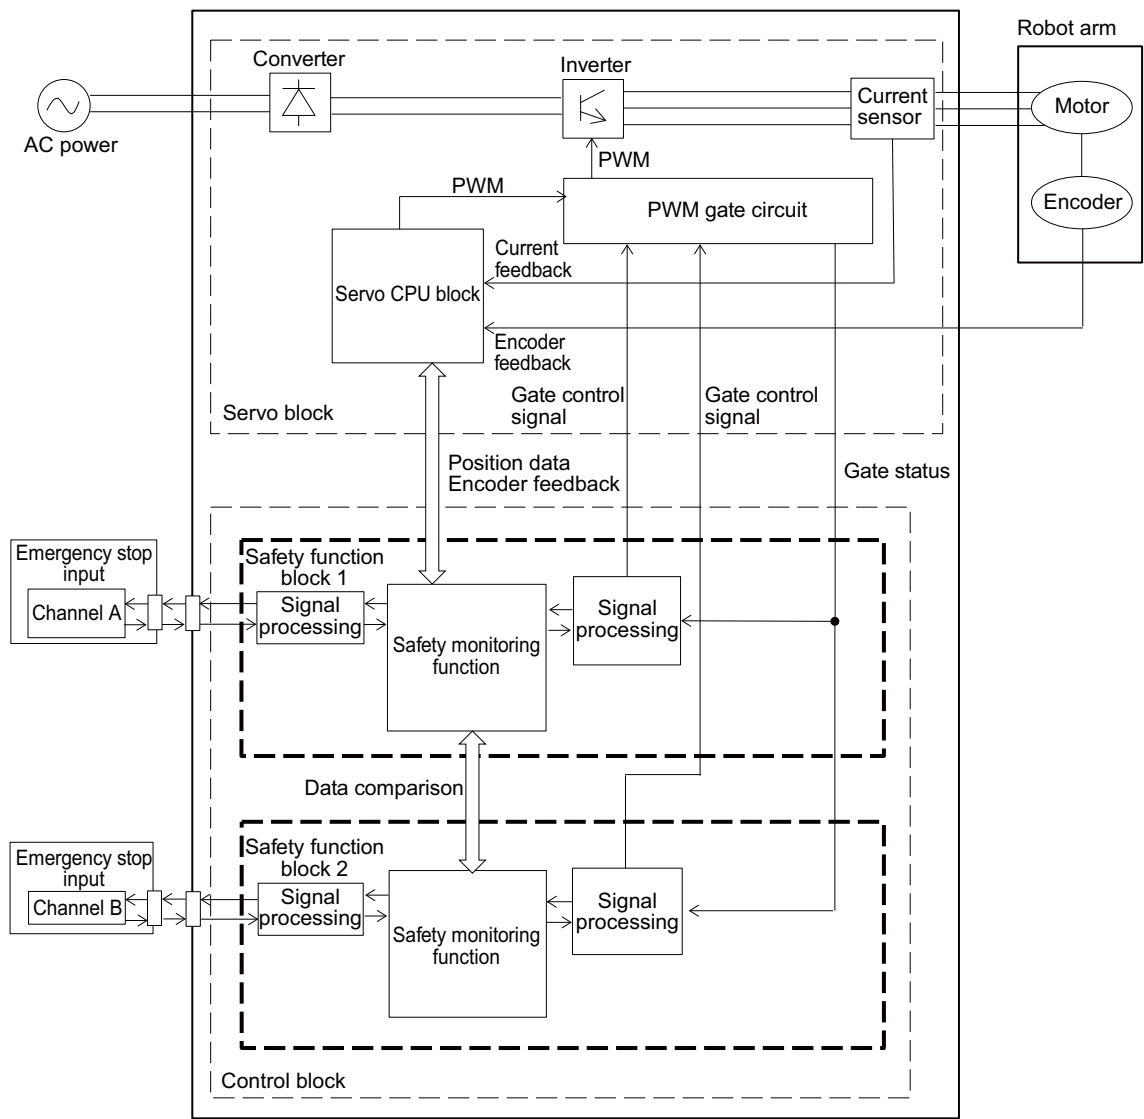 Robot arm
Converter
Inverter
Current
sensor
Motor
AC power
PWM
PWM
PWM gate circuit
Encoder
Current
feedback
Servo CPU block
Encoder
feedback
Gate control
signal
Gate control
signal
Servo block
Position data
Encoder feedback
Gate status
Emergency stop
input
Channel A
Safety function
block 1
Signal
processing
Safety monitoring
function
Signal
processing
Data comparison
Emergency stop
input
Channel B
Safety function
block 2
Signal
processing
Safety monitoring
function
Signal
processing
Control block